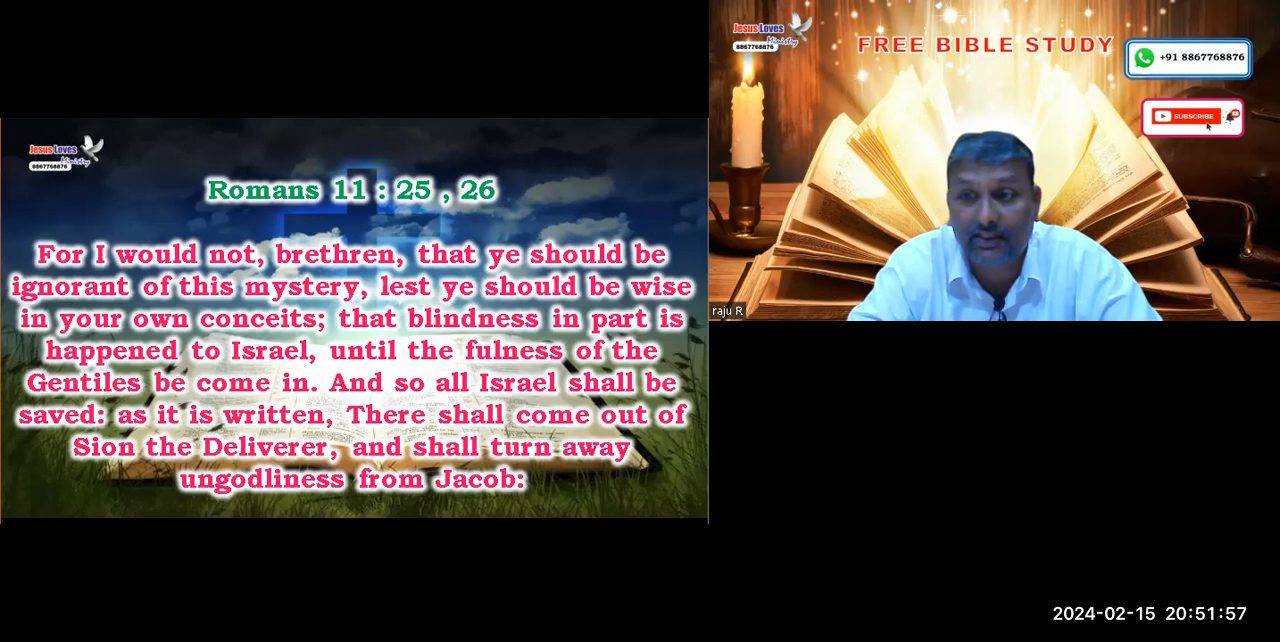 Jesus Loves
Ministry
8867768876
Romans 11 : 25 , 26
For I would not, brethren, that ye should be
ignorant of this mystery, lest ye should be wise
in your own conceits; that blindness in part is
happened to Israel, until the fulness of the
Gentiles be come in. And so all Israel shall be
saved: as it is written, There shall come out of
Sion the Deliverer, and shall turn away
ungodliness from Jacob:
Jesus Loves
Ministry
8867768876
FREE BIBLE STUDY
+91 8867768876
SUBSCRIBE
raju R
2024-02-15 20:51:57